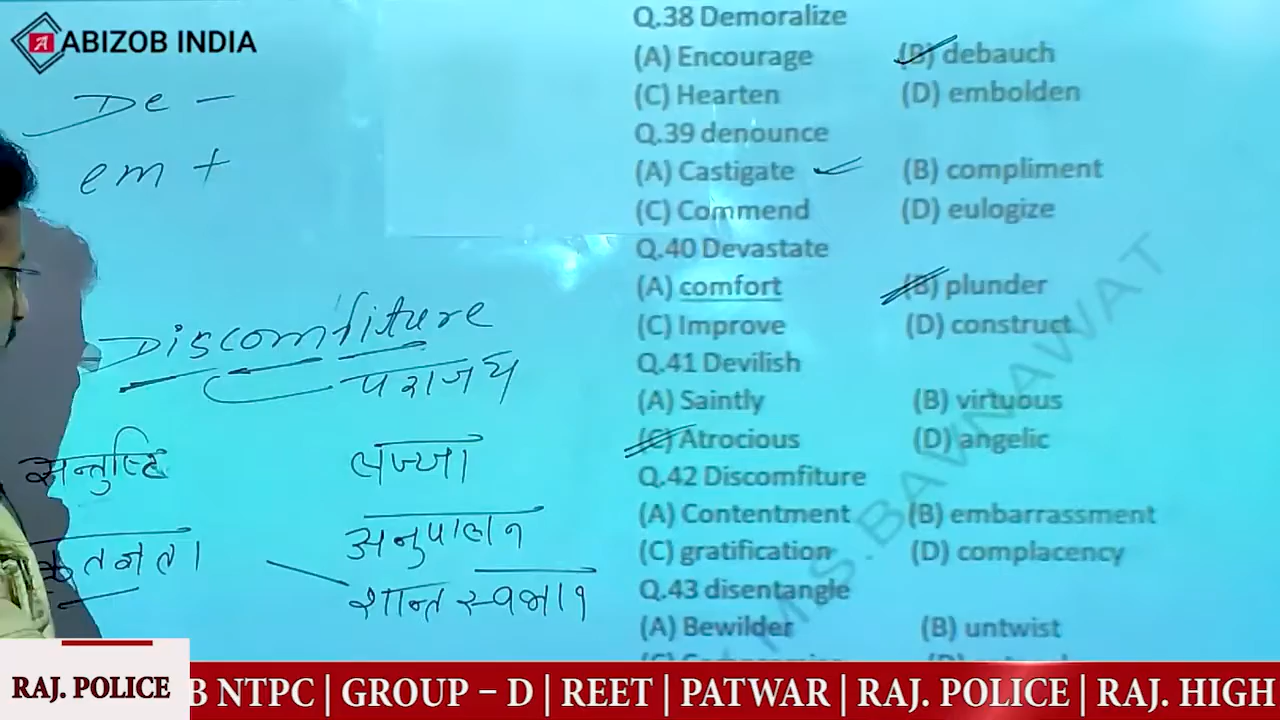 ABIZOB INDIA
De -
em +
Discomfiture
पराजय
सन्तुष्टि
लज्जा
अनुपालन
शान्त स्वभाव
Q.38 Demoralize
(A) Encourage (B) debauch
(C) Hearten (D) embolden
Q.39 denounce
(A) Castigate (B) compliment
(C) Commend (D) eulogize
Q.40 Devastate
(A) comfort (B) plunder
(C) Improve (D) construct
Q.41 Devilish
(A) Saintly (B) virtuous
(C) Atrocious (D) angelic
Q.42 Discomfiture
(A) Contentment (B) embarrassment
(C) gratification (D) complacency
Q.43 disentangle
(A) Bewilder (B) untwist
MS. BAWNAWAT
RAJ. POLICE
B NTPC | GROUP – D | REET | PATWAR | RAJ. POLICE | RAJ. HIGH